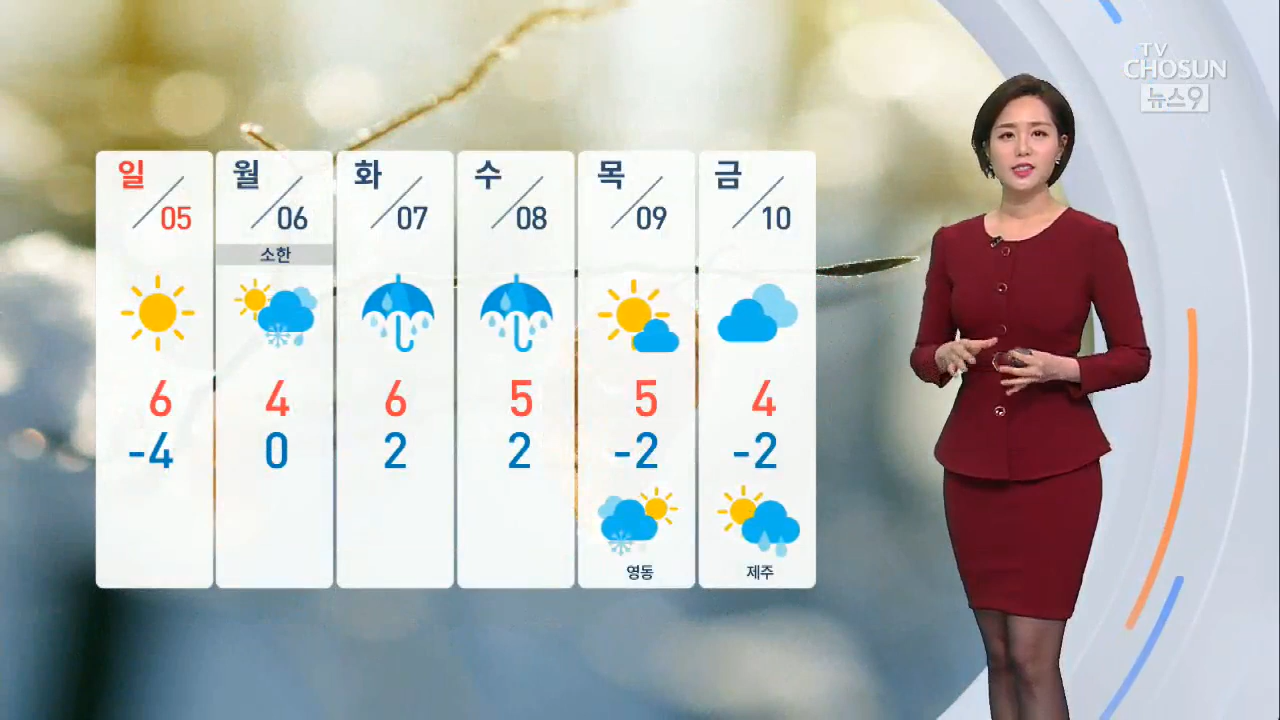 TV
CHOSUN
뉴스9
일 월 화 수 목 금
05 06 07 08 09 10
소한
6 4 6 5 5 4
-4 0 2 2 -2 -2
영동 제주